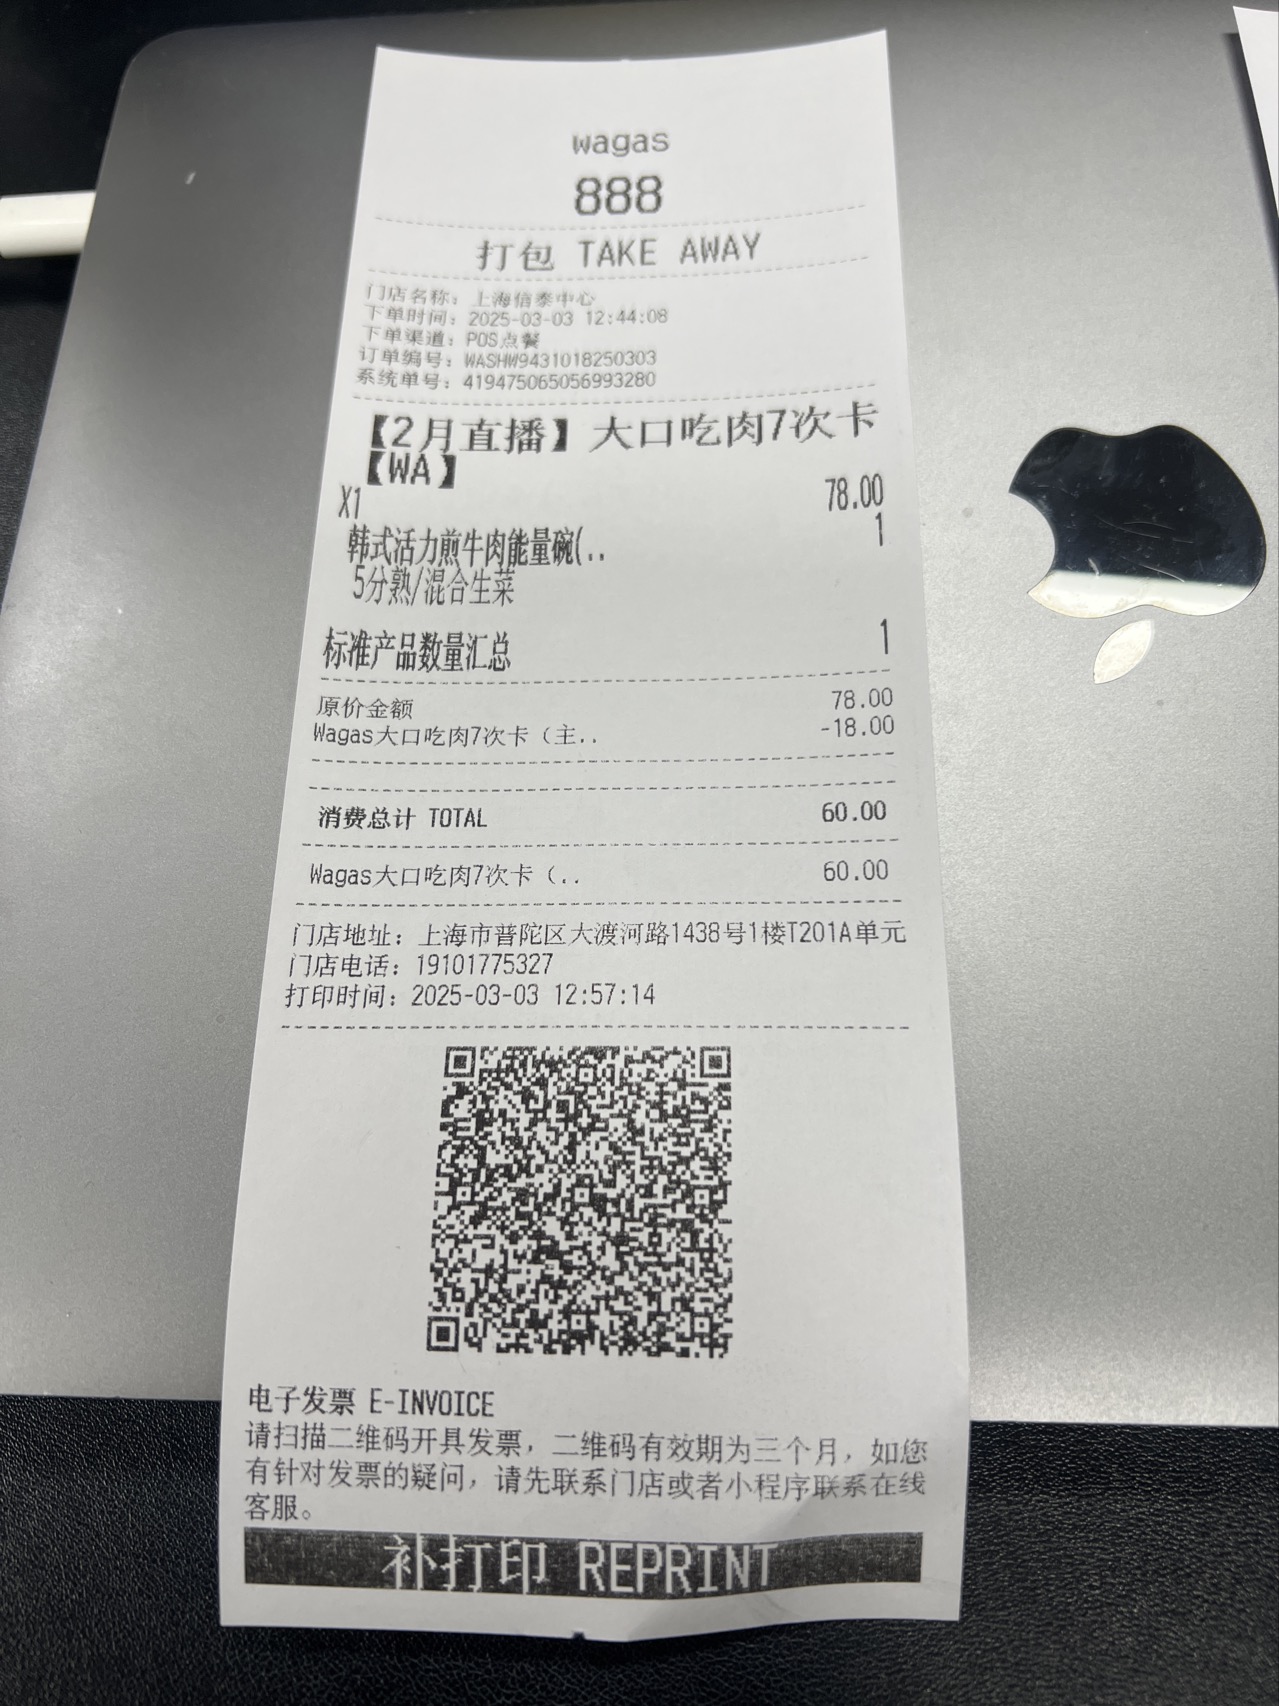 wagas
888
打包 TAKE AWAY
门店名称：上海信泰中心
下单时间：2025-03-03 12:44:08
下单渠道：POS点餐
订单编号：WASHW9431018250303
系统单号：419475065056993280
【2月直播】大口吃肉7次卡
【WA】
X1 78.00
韩式活力煎牛肉能量碗(.. 1
5分熟/混合生菜
标准产品数量汇总 1
原价金额 78.00
Wagas大口吃肉7次卡（主.. -18.00
消费总计 TOTAL 60.00
Wagas大口吃肉7次卡（.. 60.00
门店地址：上海市普陀区大渡河路1438号1楼T201A单元
门店电话：19101775327
打印时间：2025-03-03 12:57:14
电子发票 E-INVOICE
请扫描二维码开具发票，二维码有效期为三个月，如您
有针对发票的疑问，请先联系门店或者小程序联系在线
客服。
补打印 REPRINT